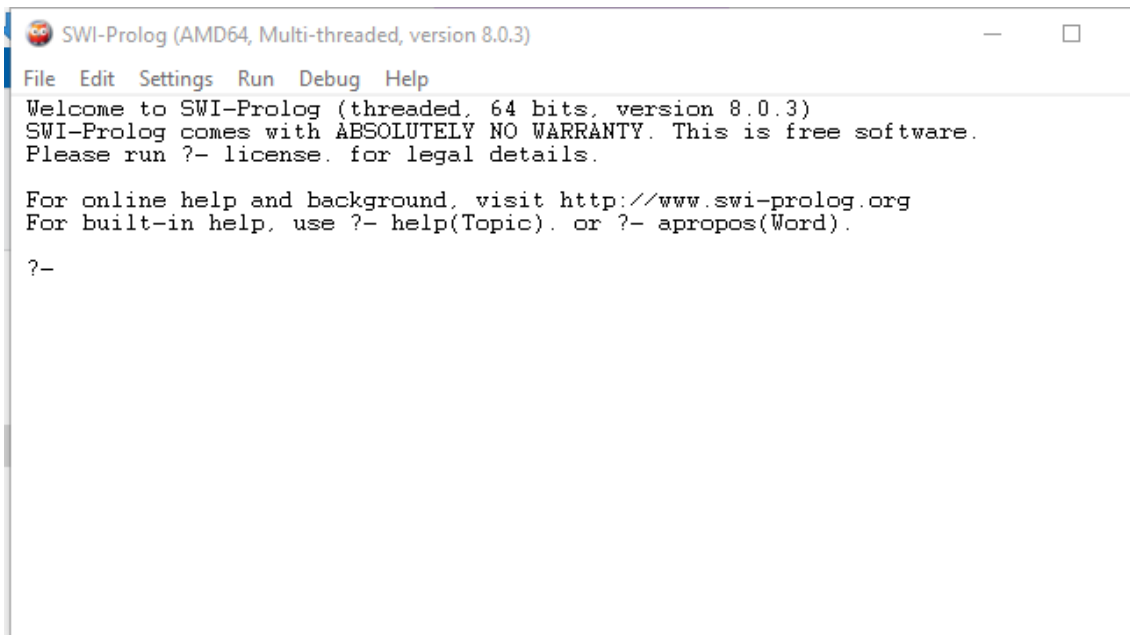 SWI-Prolog (AMD64, Multi-threaded, version 8.0.3)
File Edit Settings Run Debug Help
Welcome to SWI-Prolog (threaded, 64 bits, version 8.0.3)
SWI-Prolog comes with ABSOLUTELY NO WARRANTY. This is free software.
Please run ?- license. for legal details.
For online help and background, visit http://www.swi-prolog.org
For built-in help, use ?- help(Topic). or ?- apropos(Word).
?-